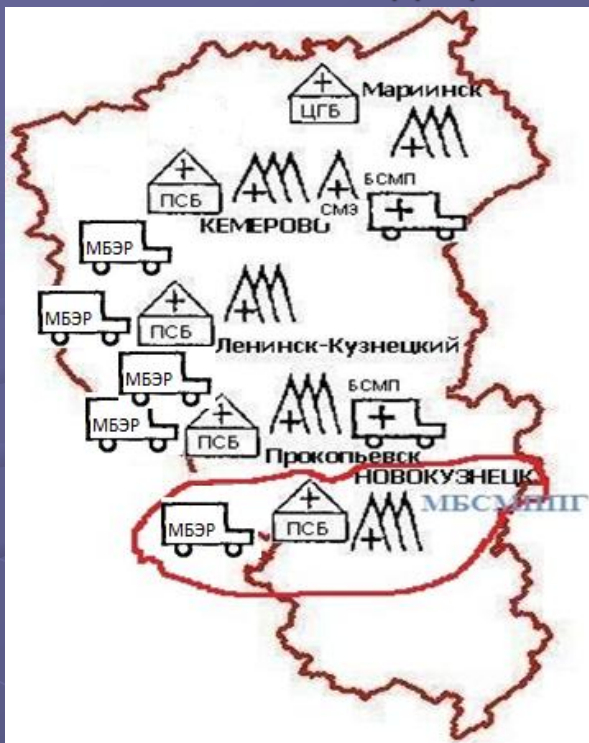 Мариинск
ЦГБ
БСМП
ПСБ
СМЭ
КЕМЕРОВО
МБЭР
МБЭР
ПСБ
Ленинск-Кузнецкий
МБЭР
БСМП
МБЭР
ПСБ
Прокопьевск
НОВОКУЗНЕЦК
МБЭР
ПСБ